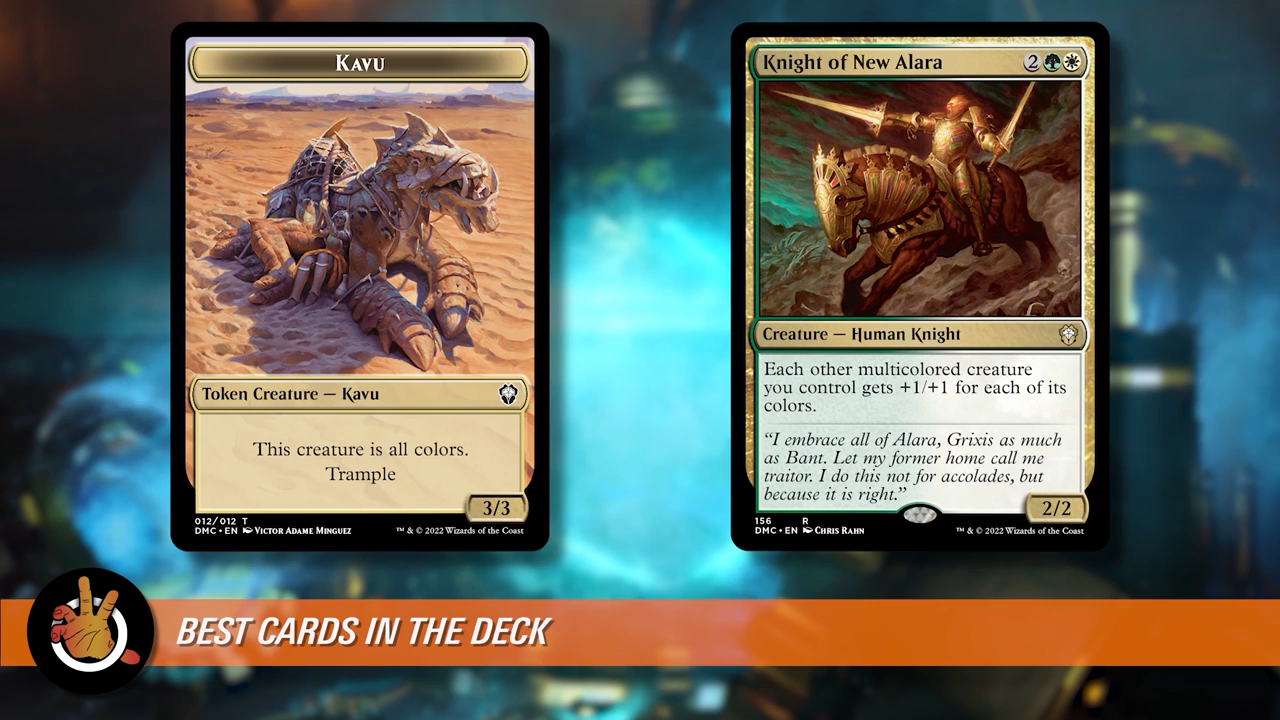 Kavu
Token Creature — Kavu
This creature is all colors.
Trample
3/3
012/012 T
DMC • EN Victor Adame Minguez
™ & © 2022 Wizards of the Coast
Knight of New Alara
2
Creature — Human Knight
Each other multicolored creature
you control gets +1/+1 for each of its
colors.
“I embrace all of Alara, Grixis as much
as Bant. Let my former home call me
traitor. I do this not for accolades, but
because it is right.”
2/2
156 R
DMC • EN Chris Rahn
™ & © 2022 Wizards of the Coast
BEST CARDS IN THE DECK